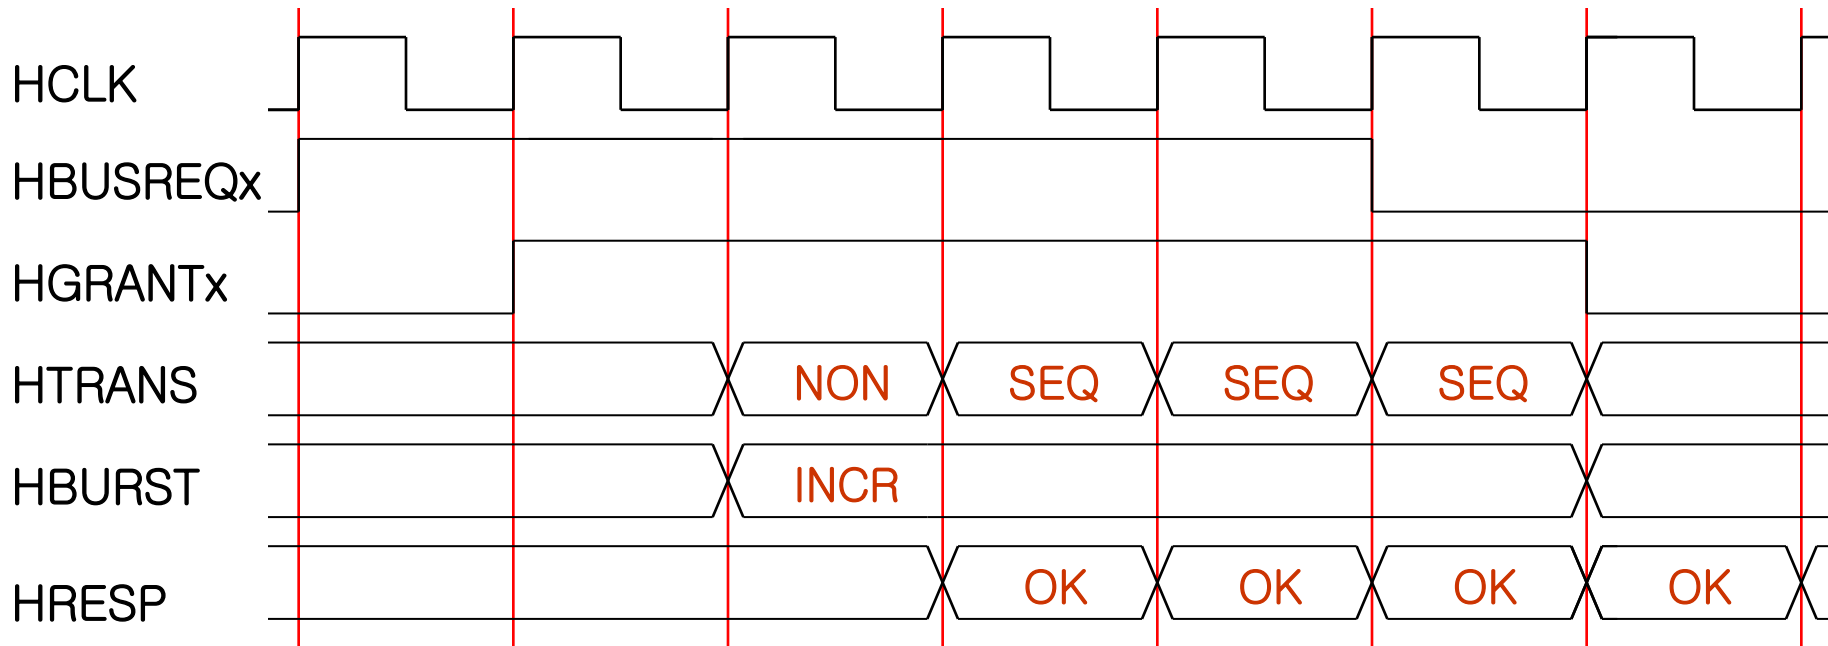 HCLK
HBUSREQx
HGRANTx
HTRANS NON SEQ SEQ SEQ
HBURST INCR
HRESP OK OK OK OK